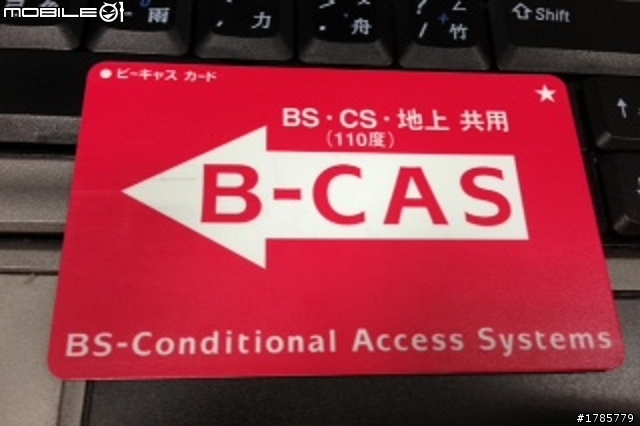 MOBILE01
雨
力
舟
竹
Shift
●ビーキャス カード
★
BS・CS・地上 共用
(110度)
B-CAS
BS-Conditional Access Systems
#1785779